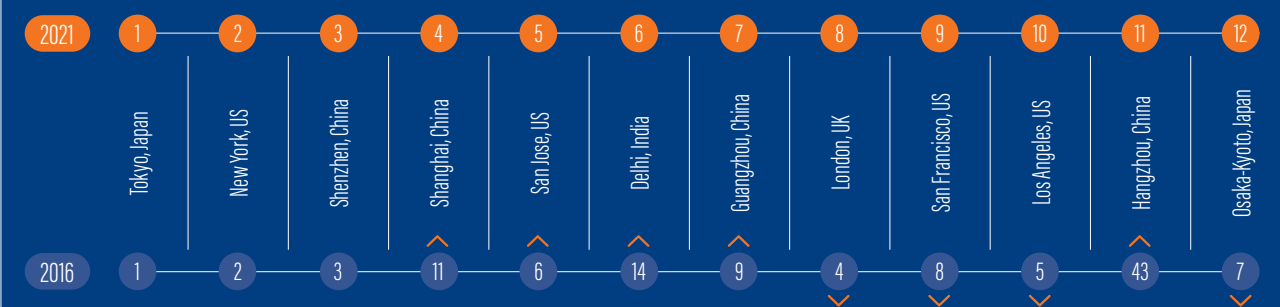 2021 1 2 3 4 5 6 7 8 9 10 11 12
Tokyo, Japan
New York, US
Shenzhen, China
Shanghai, China
San Jose, US
Delhi, India
Guangzhou, China
London, UK
San Francisco, US
Los Angeles, US
Hangzhou, China
Osaka-Kyoto, Japan
2016 1 2 3 11 6 14 9 4 8 5 43 7